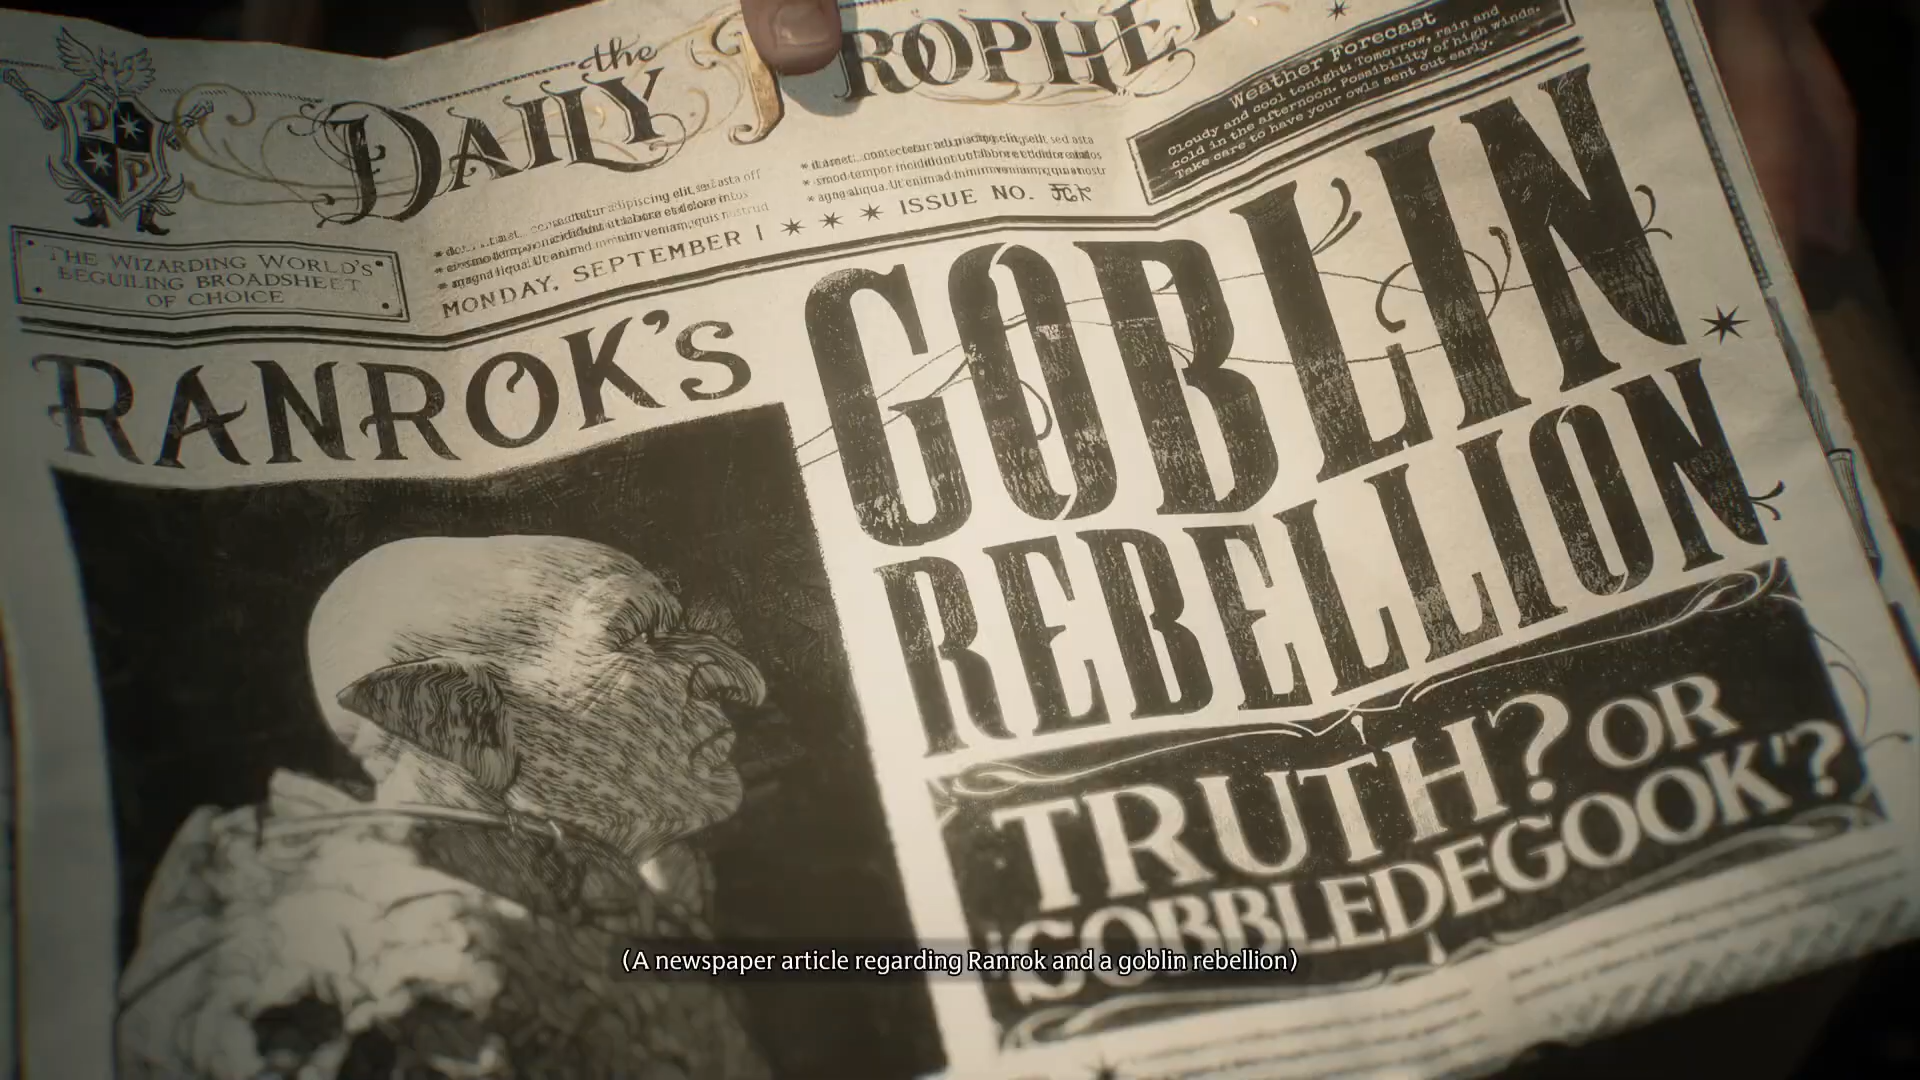 the
DAILY PROPHET
Weather Forecast
Cloudy and cool tonight: Tomorrow, rain and
cold in the afternoon. Possibility of high winds.
Take care to have your owls sent out early.
THE WIZARDING WORLD'S
BEGUILING BROADSHEET
OF CHOICE
MONDAY, SEPTEMBER 1 ISSUE NO.
RANROK'S
GOBLIN
REBELLION
TRUTH? OR
'GOBBLEDEGOOK'?
(A newspaper article regarding Ranrok and a goblin rebellion)